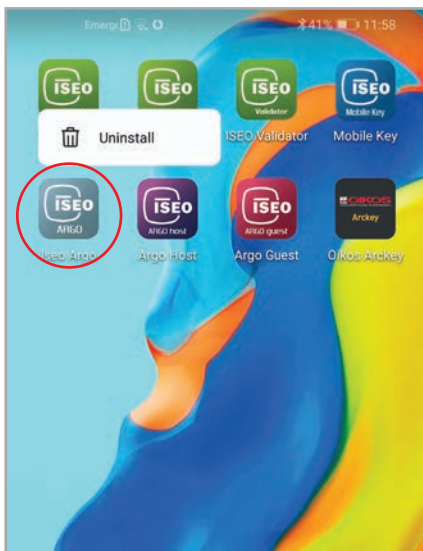 Emergr 41% 11:58
ISEO ISEO ISEO ISEO
Validator Mobile Key
Uninstall
ISEO Validator Mobile Key
ISEO ISEO ISEO OIKOS
ARGO ARGO host ARGO guest Arckey
Iseo Argo Argo Host Argo Guest Oikos Arckey